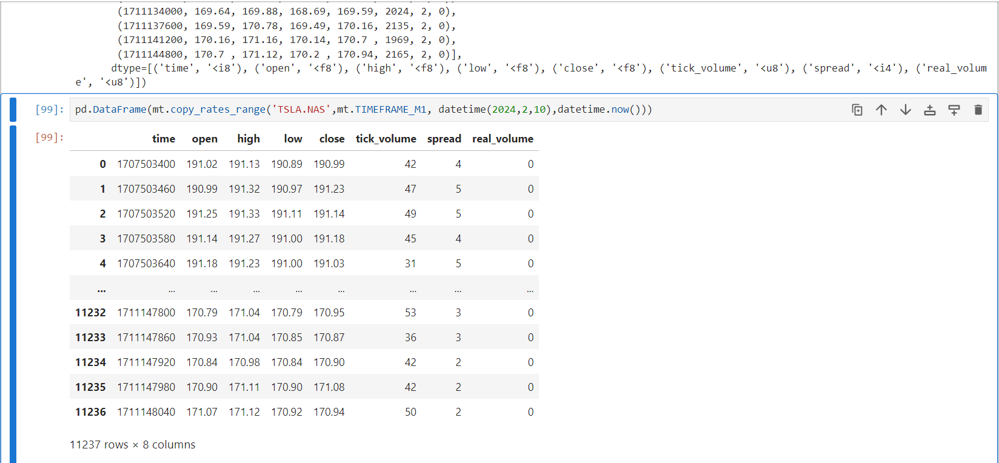 (1711134000, 169.64, 169.88, 168.69, 169.59, 2024, 2, 0),
(1711137600, 169.59, 170.78, 169.49, 170.16, 2135, 2, 0),
(1711141200, 170.16, 171.16, 170.14, 170.7 , 1969, 2, 0),
(1711144800, 170.7 , 171.12, 170.2 , 170.94, 2165, 2, 0)],
dtype=[('time', '<i8'), ('open', '<f8'), ('high', '<f8'), ('low', '<f8'), ('close', '<f8'), ('tick_volume', '<u8'), ('spread', '<i4'), ('real_volum
e', '<u8')])
[99]: pd.DataFrame(mt.copy_rates_range('TSLA.NAS',mt.TIMEFRAME_M1, datetime(2024,2,10),datetime.now()))
[99]: time open high low close tick_volume spread real_volume
0 1707503400 191.02 191.13 190.89 190.99 42 4 0
1 1707503460 190.99 191.32 190.97 191.23 47 5 0
2 1707503520 191.25 191.33 191.11 191.14 49 5 0
3 1707503580 191.14 191.27 191.00 191.18 45 4 0
4 1707503640 191.18 191.23 191.00 191.03 31 5 0
... ... ... ... ... ... ... ... ...
11232 1711147800 170.79 171.04 170.79 170.95 53 3 0
11233 1711147860 170.93 171.04 170.85 170.87 36 3 0
11234 1711147920 170.84 170.98 170.84 170.90 42 2 0
11235 1711147980 170.90 171.11 170.90 171.08 42 2 0
11236 1711148040 171.07 171.12 170.92 170.94 50 2 0
11237 rows × 8 columns